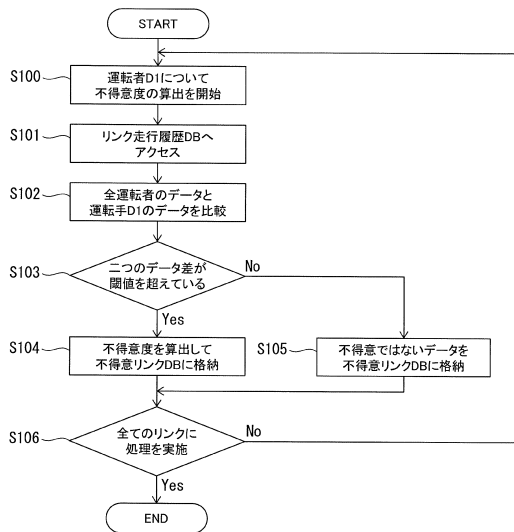 START
S100
運転者D1について
不得意度の算出を開始
S101
リンク走行履歴DBへ
アクセス
S102
全運転者のデータと
運転手D1のデータを比較
S103
二つのデータ差が
閾値を超えている
No
Yes
S104
不得意度を算出して
不得意リンクDBに格納
S105
不得意ではないデータを
不得意リンクDBに格納
S106
全てのリンクに
処理を実施
No
Yes
END